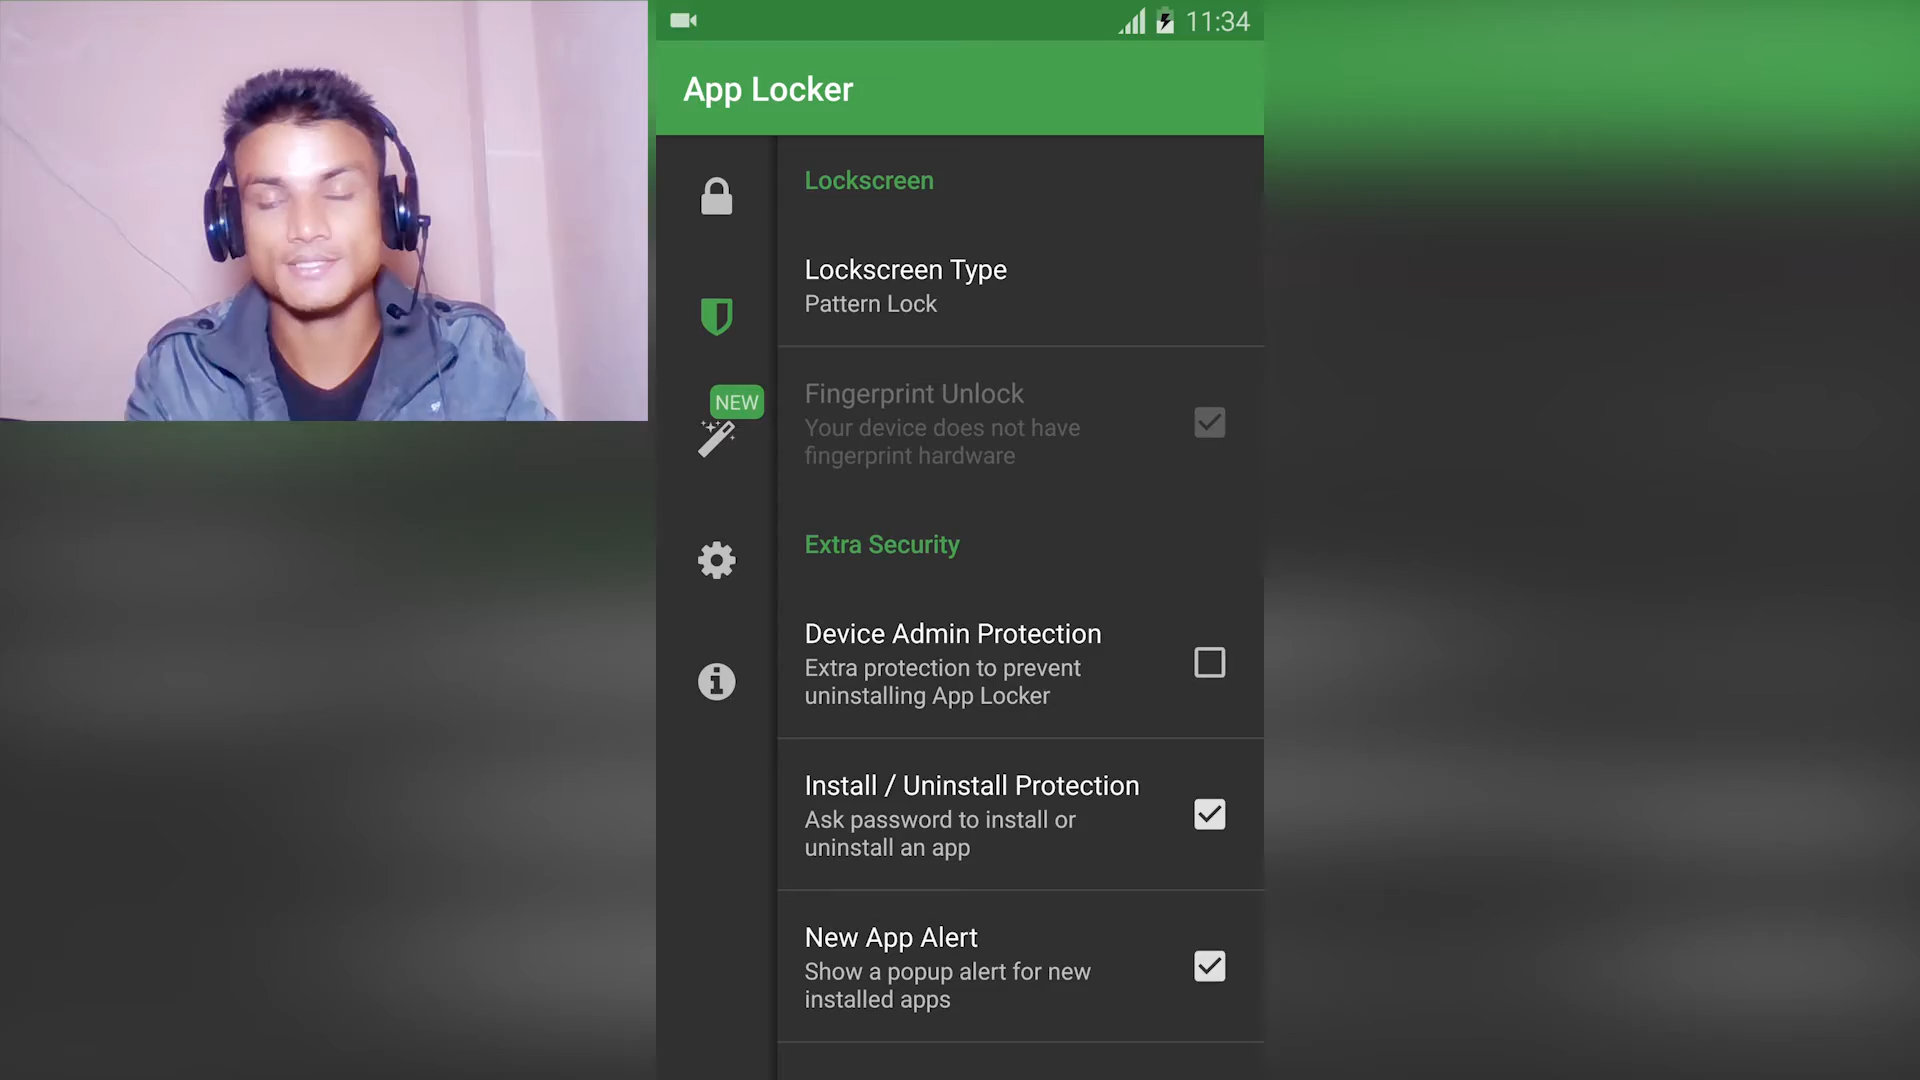 11:34
App Locker
Lockscreen
Lockscreen Type
Pattern Lock
NEW
Fingerprint Unlock
Your device does not have
fingerprint hardware
Extra Security
Device Admin Protection
Extra protection to prevent
uninstalling App Locker
Install / Uninstall Protection
Ask password to install or
uninstall an app
New App Alert
Show a popup alert for new
installed apps